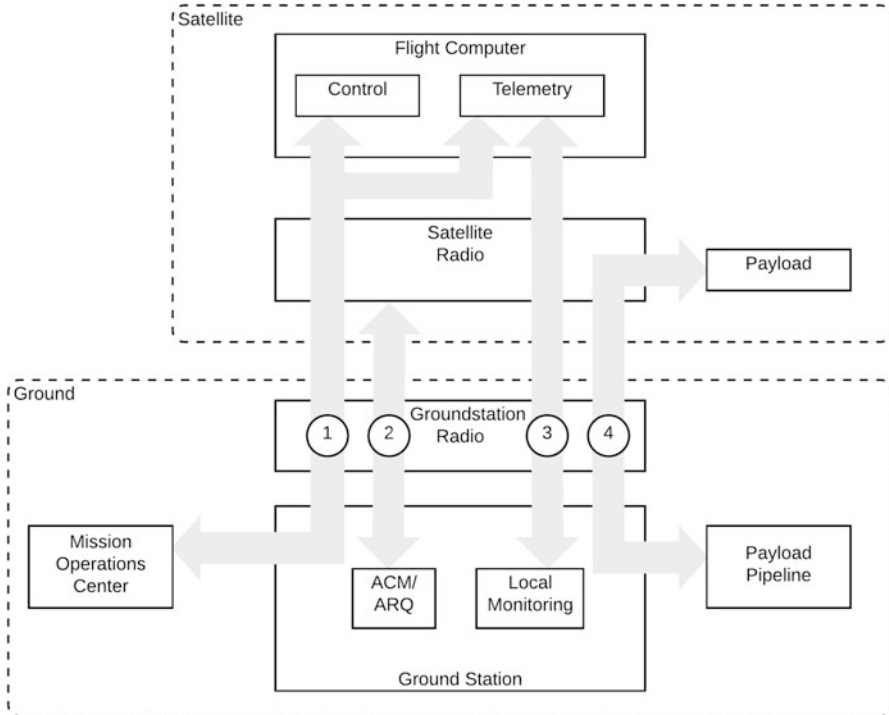 Satellite
Flight Computer
Control
Telemetry
Satellite
Radio
Payload
Ground
Groundstation
Radio
1
2
3
4
Mission
Operations
Center
ACM/
ARQ
Local
Monitoring
Payload
Pipeline
Ground Station